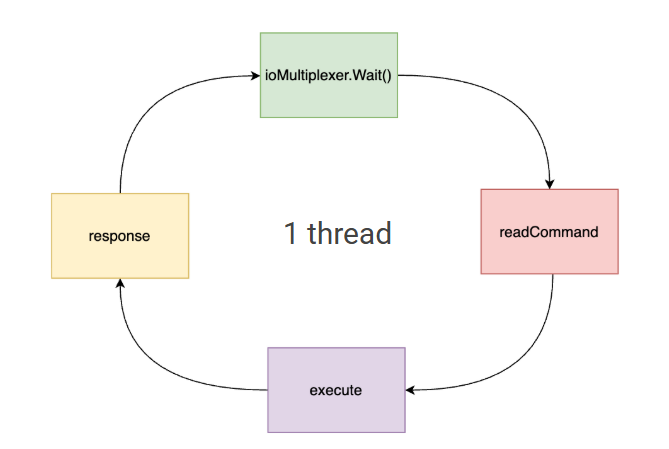 ioMultiplexer.Wait()
readCommand
1 thread
response
execute